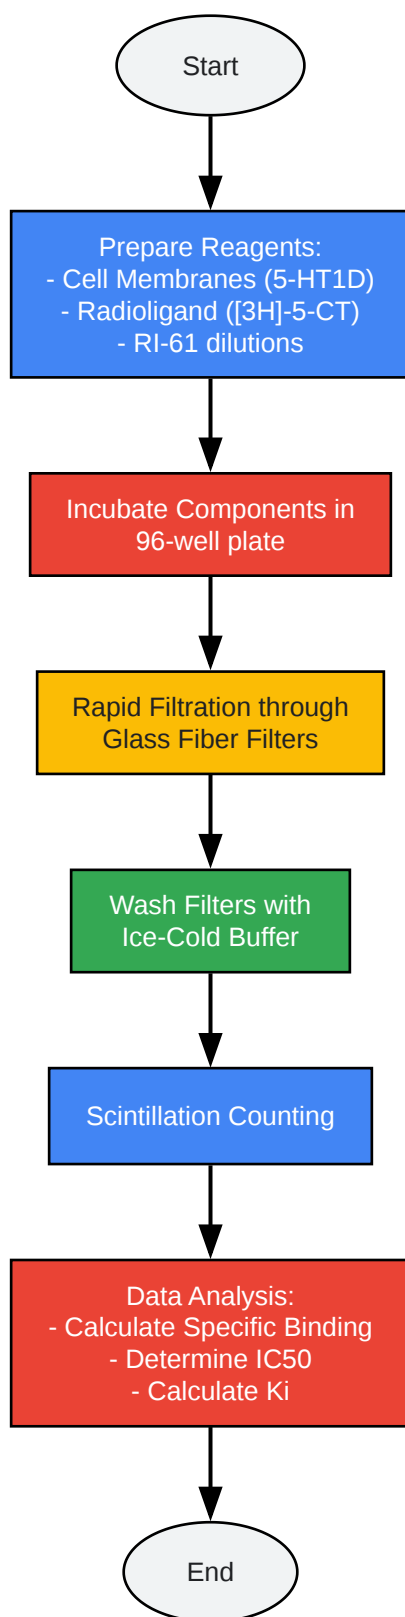 Start
Prepare Reagents:
- Cell Membranes (5-HT1D)
- Radioligand ([3H]-5-CT)
- RI-61 dilutions
Incubate Components in
96-well plate
Rapid Filtration through
Glass Fiber Filters
Wash Filters with
Ice-Cold Buffer
Scintillation Counting
Data Analysis:
- Calculate Specific Binding
- Determine IC50
- Calculate Ki
End